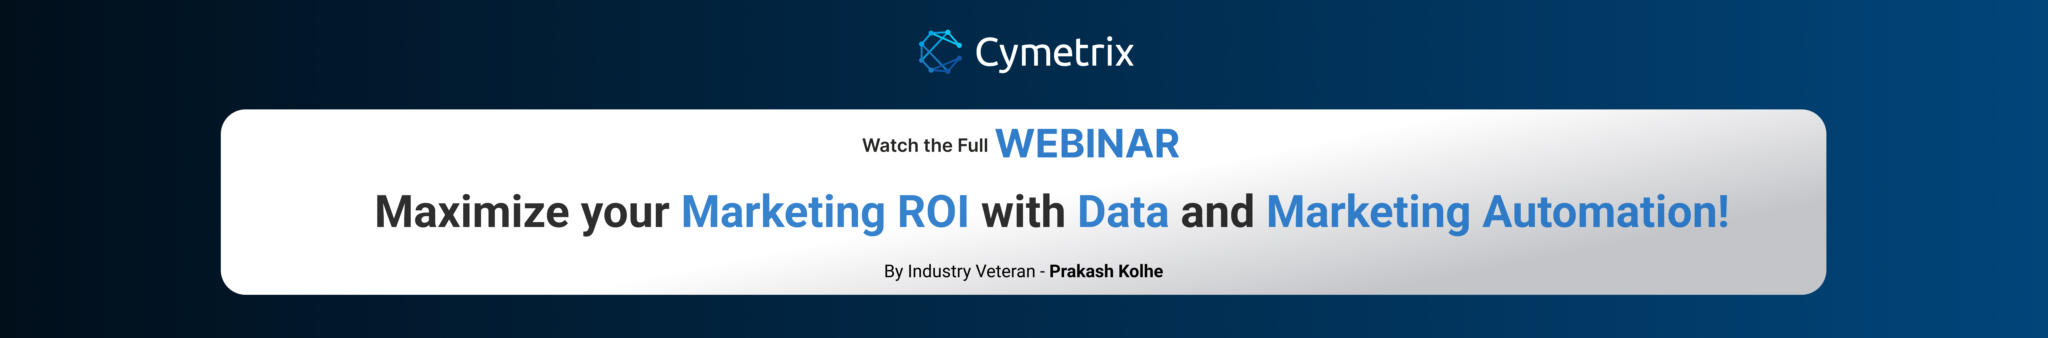 Cymetrix
Watch the Full WEBINAR
Maximize your Marketing ROI with Data and Marketing Automation!
By Industry Veteran - Prakash Kolhe